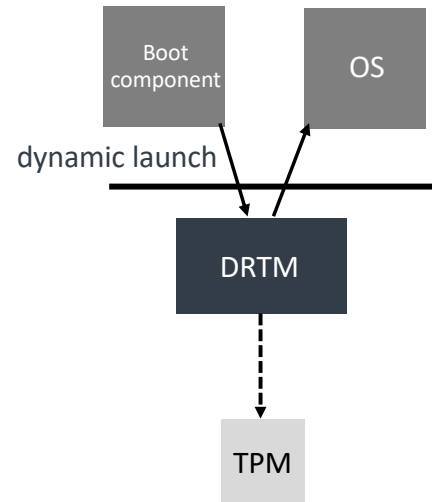 Boot
component
OS
dynamic launch
DRTM
TPM